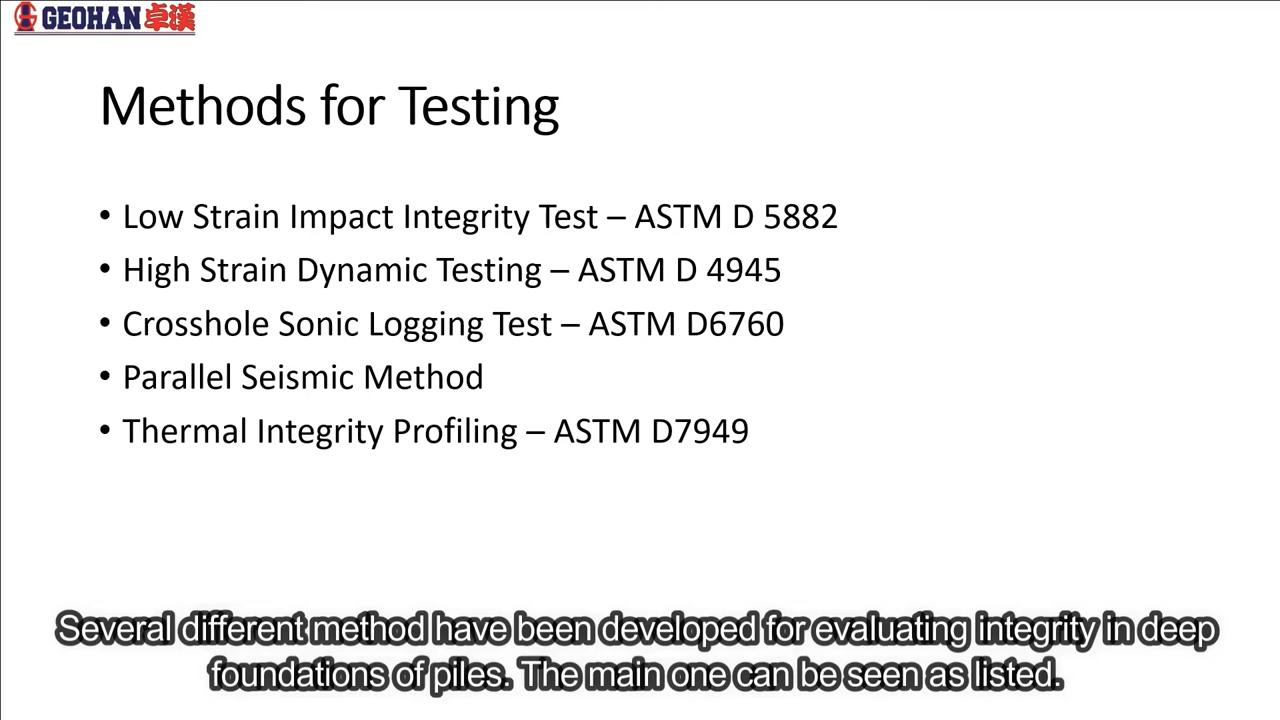 GEOHAN 卓漢
Methods for Testing
• Low Strain Impact Integrity Test – ASTM D 5882
• High Strain Dynamic Testing – ASTM D 4945
• Crosshole Sonic Logging Test – ASTM D6760
• Parallel Seismic Method
• Thermal Integrity Profiling – ASTM D7949
Several different method have been developed for evaluating integrity in deep
foundations of piles. The main one can be seen as listed.